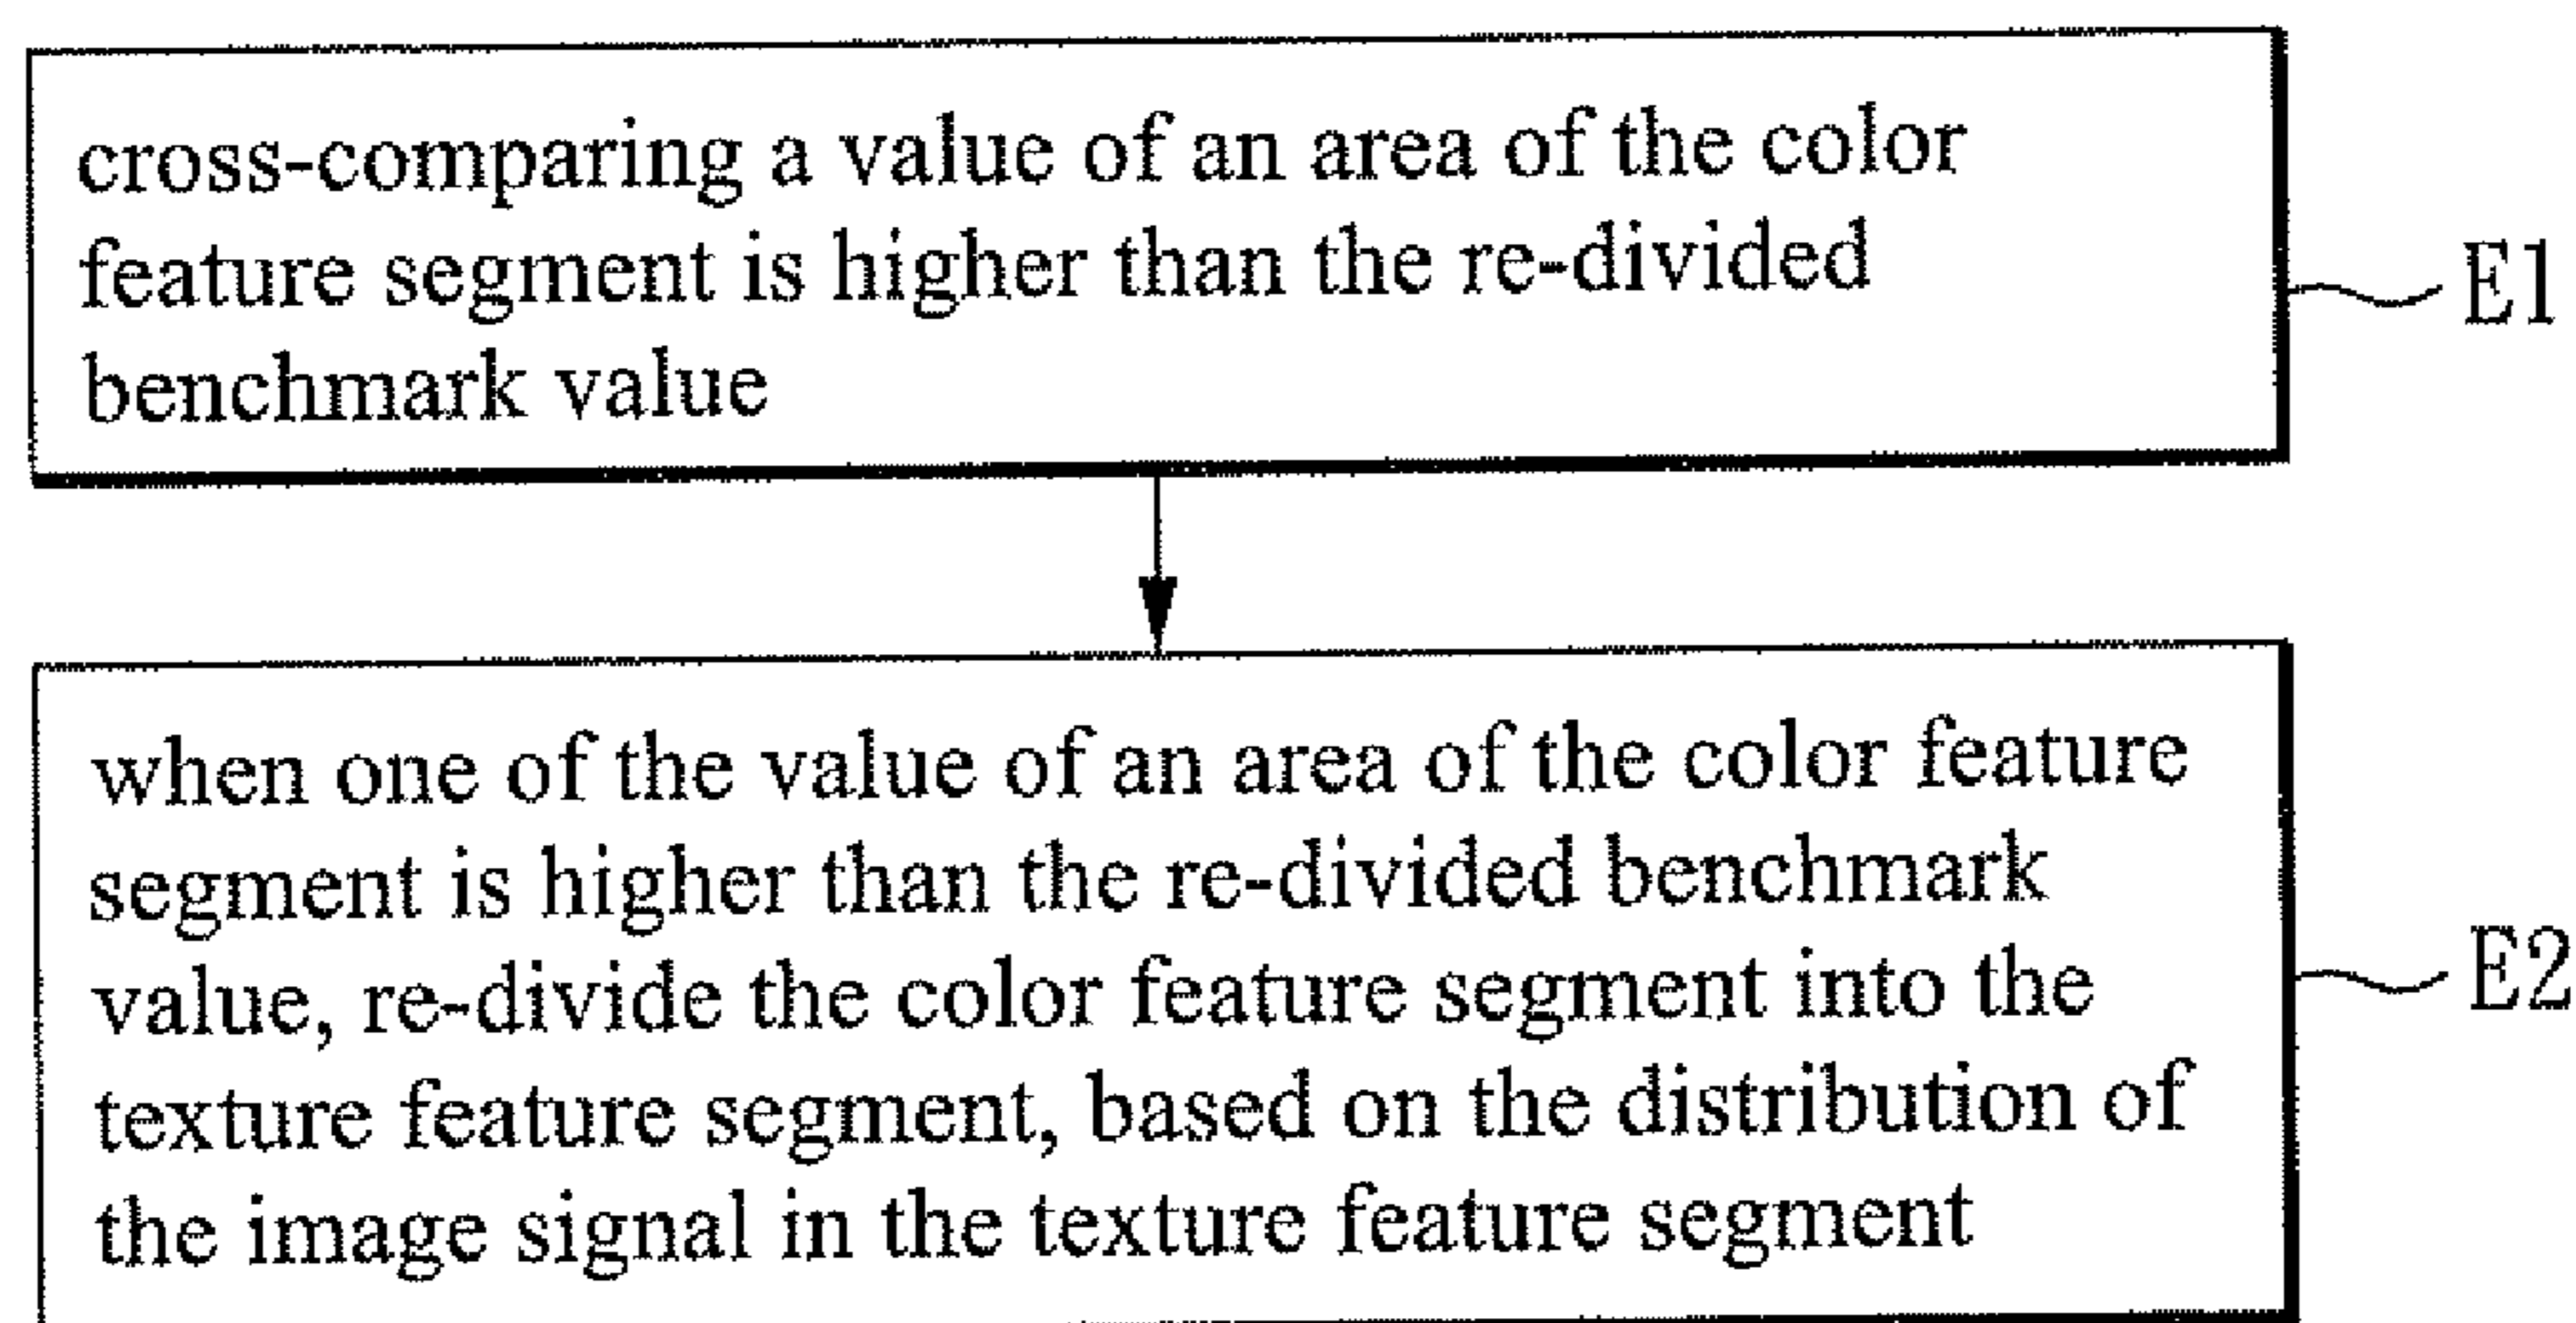 cross-comparing a value of an area of the color
feature segment is higher than the re-divided
benchmark value
E1
when one of the value of an area of the color feature
segment is higher than the re-divided benchmark
value, re-divide the color feature segment into the
texture feature segment, based on the distribution of
the image signal in the texture feature segment
E2